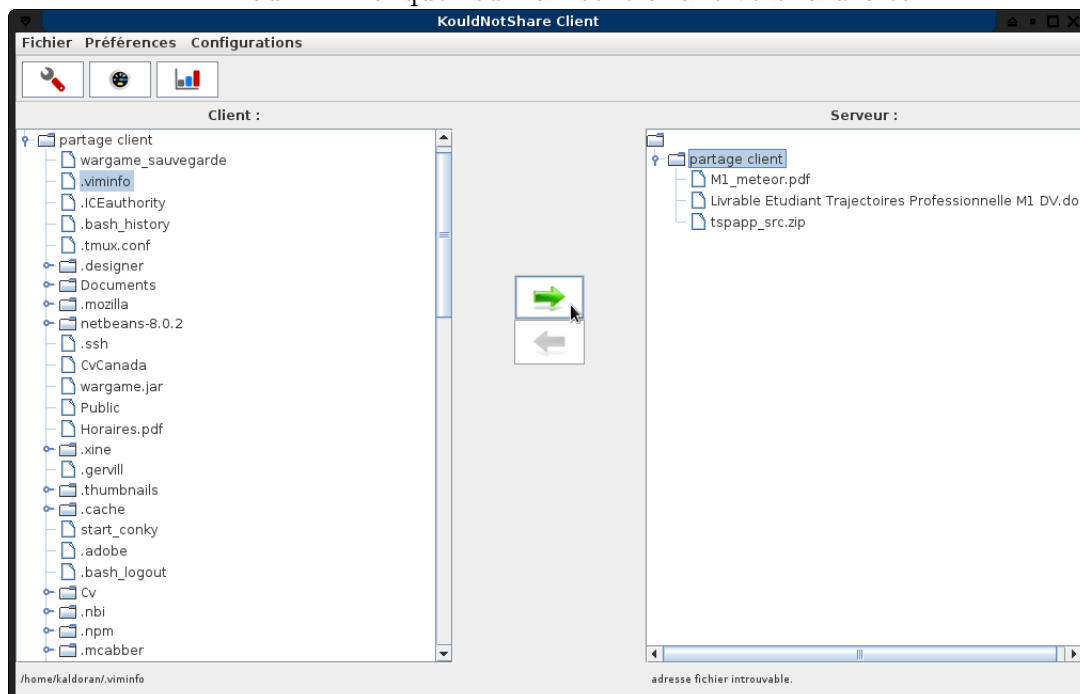 KouldNotShare Client
Fichier Préférences Configurations
Client :
Serveur :
partage client
wargame_sauvegarde
.viminfo
.ICEauthority
.bash_history
.tmux.conf
.designer
Documents
.mozilla
netbeans-8.0.2
.ssh
CvCanada
wargame.jar
Public
Horaires.pdf
.xine
.gervill
.thumbnails
.cache
start_conky
.adobe
.bash_logout
Cv
.nbi
.npm
.mcabber
partage client
M1_meteor.pdf
Livrable Etudiant Trajectoires Professionnelle M1 DV.do
tspapp_src.zip
/home/kaldoran/.viminfo
adresse fichier introuvable.